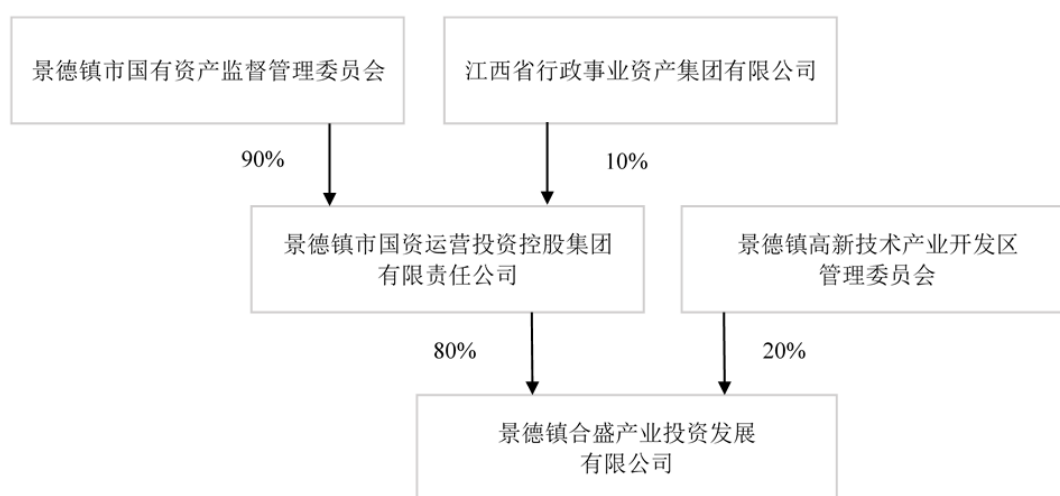 景德镇市国有资产监督管理委员会
江西省行政事业资产集团有限公司
90%
10%
景德镇市国资运营投资控股集团
有限责任公司
景德镇高新技术产业开发区
管理委员会
80%
20%
景德镇合盛产业投资发展
有限公司